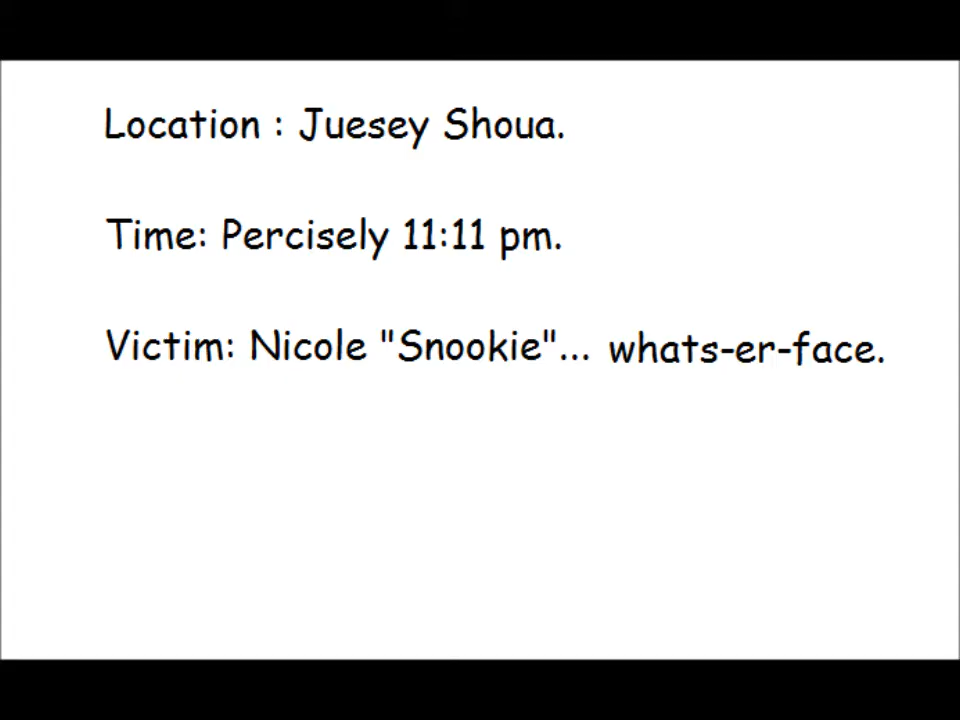 Location : Juesey Shoua.
Time: Percisely 11:11 pm.
Victim: Nicole "Snookie"... whats-er-face.